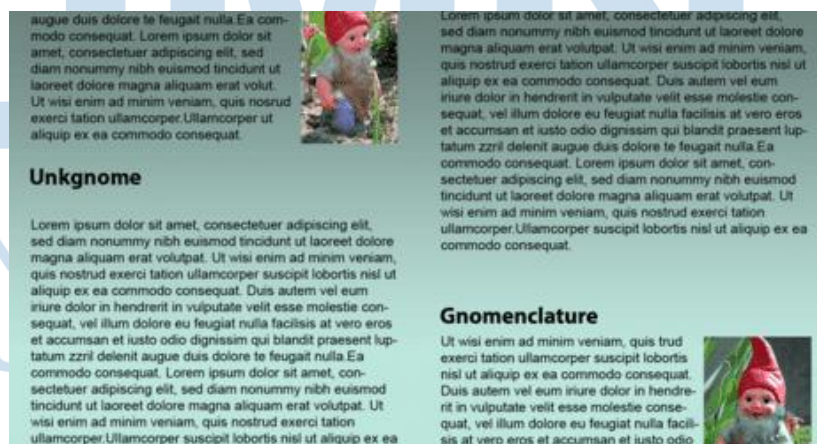 augue duis dolore te feugait nulla.Ea com-
modo consequat. Lorem ipsum dolor sit
amet, consectetuer adipiscing elit, sed
diam nonummy nibh euismod tincidunt ut
laoreet dolore magna aliquam erat volut.
Ut wisi enim ad minim veniam, quis nosrud
exerci tation ullamcorper.Ullamcorper ut
aliquip ex ea commodo consequat.
Unkgnome
Lorem ipsum dolor sit amet, consectetuer adipiscing elit,
sed diam nonummy nibh euismod tincidunt ut laoreet dolore
magna aliquam erat volutpat. Ut wisi enim ad minim veniam,
quis nostrud exerci tation ullamcorper suscipit lobortis nisl ut
aliquip ex ea commodo consequat. Duis autem vel eum
iriure dolor in hendrerit in vulputate velit esse molestie con-
sequat, vel illum dolore eu feugiat nulla facilisis at vero eros
et accumsan et iusto odio dignissim qui blandit praesent lup-
tatum zzril delenit augue duis dolore te feugait nulla.Ea
commodo consequat. Lorem ipsum dolor sit amet, con-
sectetuer adipiscing elit, sed diam nonummy nibh euismod
tincidunt ut laoreet dolore magna aliquam erat volutpat. Ut
wisi enim ad minim veniam, quis nostrud exerci tation
ullamcorper.Ullamcorper suscipit lobortis nisl ut aliquip ex ea
Lorem ipsum dolor sit amet, consectetuer adipiscing elit,
sed diam nonummy nibh euismod tincidunt ut laoreet dolore
magna aliquam erat volutpat. Ut wisi enim ad minim veniam,
quis nostrud exerci tation ullamcorper suscipit lobortis nisl ut
aliquip ex ea commodo consequat. Duis autem vel eum
iriure dolor in hendrerit in vulputate velit esse molestie con-
sequat, vel illum dolore eu feugiat nulla facilisis at vero eros
et accumsan et iusto odio dignissim qui blandit praesent lup-
tatum zzril delenit augue duis dolore te feugait nulla.Ea
commodo consequat. Lorem ipsum dolor sit amet, con-
sectetuer adipiscing elit, sed diam nonummy nibh euismod
tincidunt ut laoreet dolore magna aliquam erat volutpat. Ut
wisi enim ad minim veniam, quis nostrud exerci tation
ullamcorper.Ullamcorper suscipit lobortis nisl ut aliquip ex ea
commodo consequat.
Gnomenclature
Ut wisi enim ad minim veniam, quis trud
exerci tation ullamcorper suscipit lobortis
nisl ut aliquip ex ea commodo consequat.
Duis autem vel eum iriure dolor in hendre-
rit in vulputate velit esse molestie conse-
quat, vel illum dolore eu feugiat nulla facili-
sis at vero eros et accumsan et iusto odio